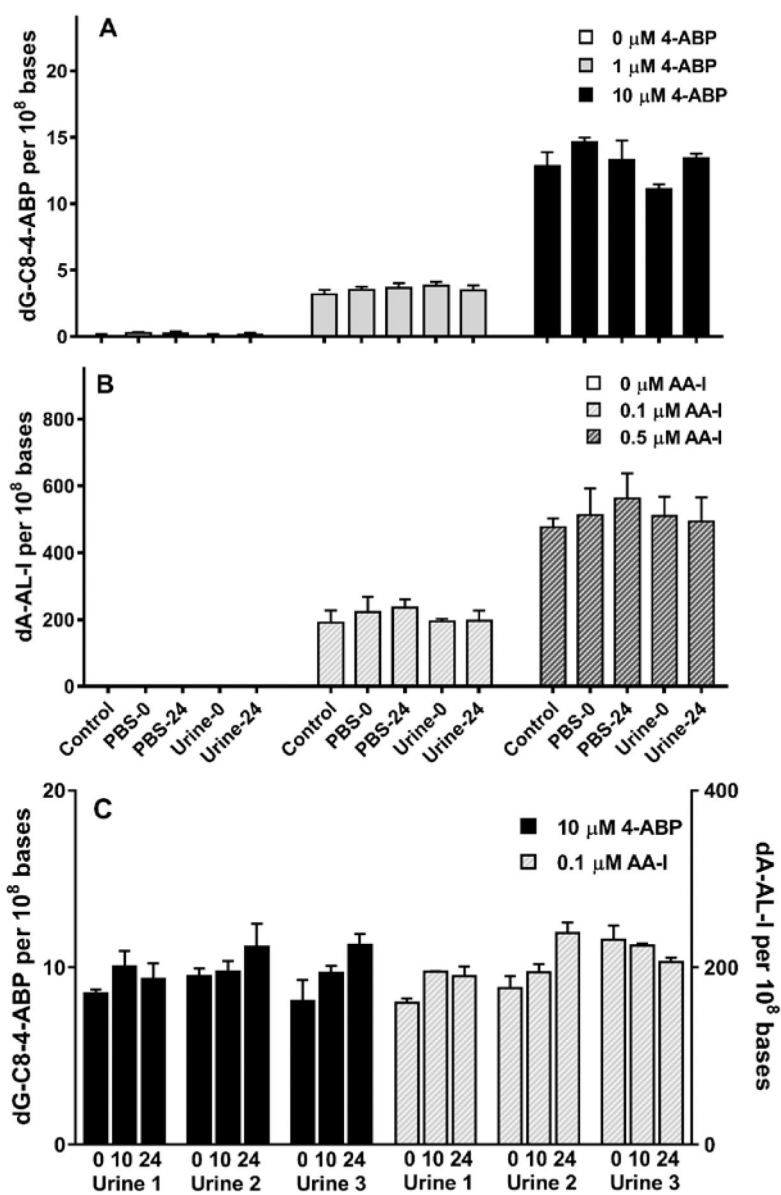 A
0 μM 4-ABP
1 μM 4-ABP
10 μM 4-ABP
dG-C8-4-ABP per 10⁸ bases
20
15
10
5
0
B
0 μM AA-I
0.1 μM AA-I
0.5 μM AA-I
dA-AL-I per 10⁸ bases
800
600
400
200
0
Control PBS-0 PBS-24 Urine-0 Urine-24 Control PBS-0 PBS-24 Urine-0 Urine-24 Control PBS-0 PBS-24 Urine-0 Urine-24
C
10 μM 4-ABP
0.1 μM AA-I
dG-C8-4-ABP per 10⁸ bases
20
10
0
400
200
0
dA-AL-I per 10⁸ bases
0 10 24 0 10 24 0 10 24 0 10 24 0 10 24 0 10 24
Urine 1 Urine 2 Urine 3 Urine 1 Urine 2 Urine 3